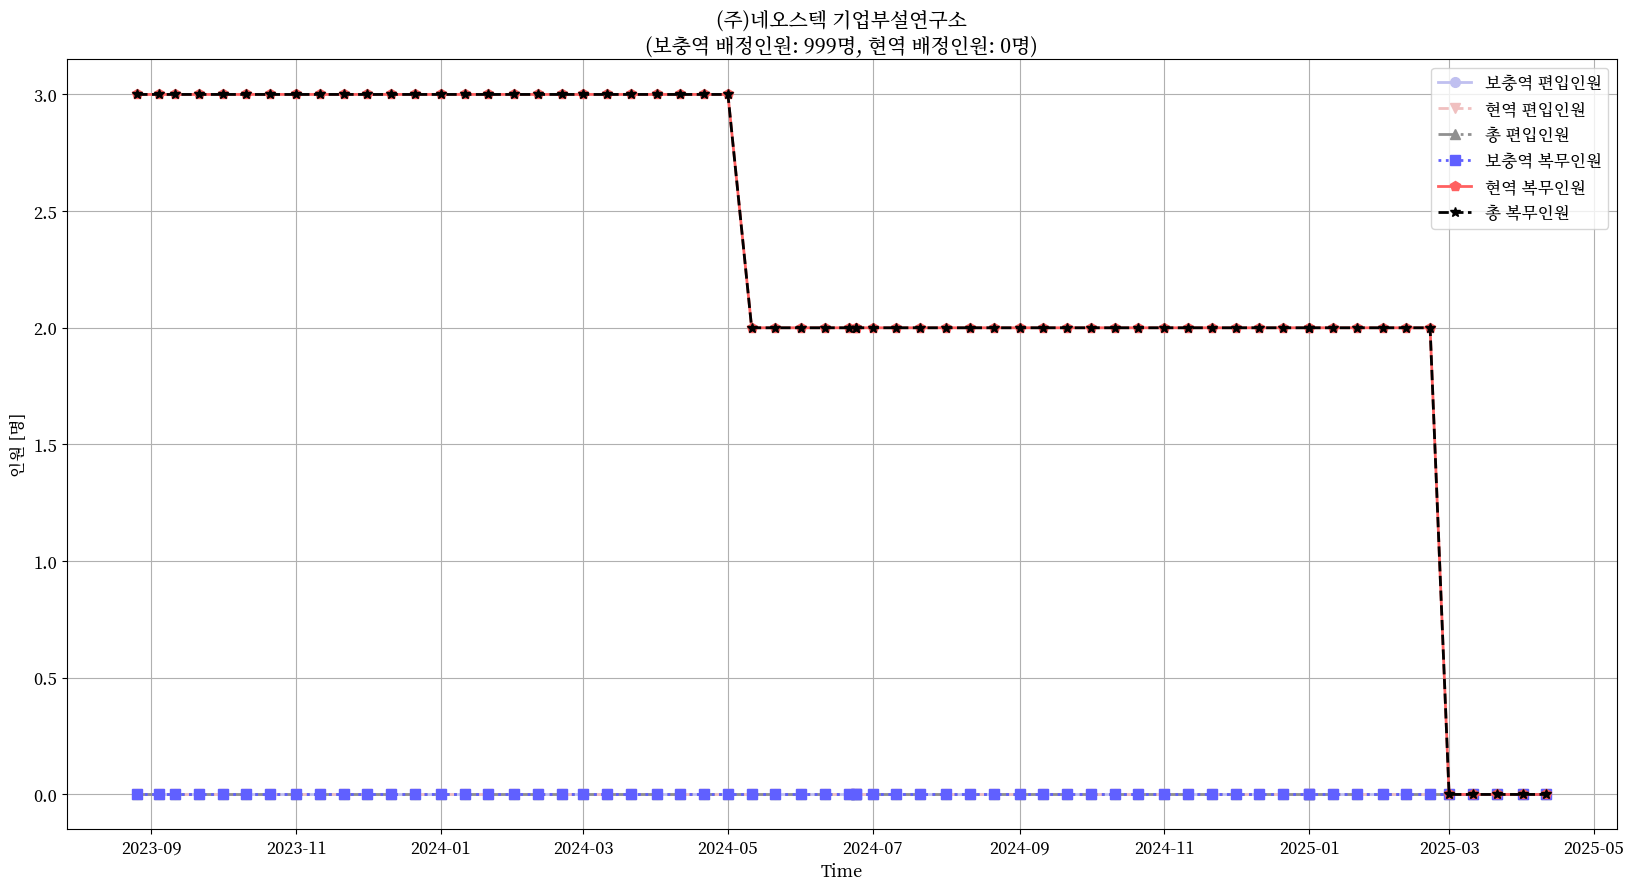 (주)네오스텍 기업부설연구소
(보충역 배정인원: 999명, 현역 배정인원: 0명)
보충역 편입인원
현역 편입인원
총 편입인원
보충역 복무인원
현역 복무인원
총 복무인원
인원 [명]
3.0
2.5
2.0
1.5
1.0
0.5
0.0
2023-09 2023-11 2024-01 2024-03 2024-05 2024-07 2024-09 2024-11 2025-01 2025-03 2025-05
Time